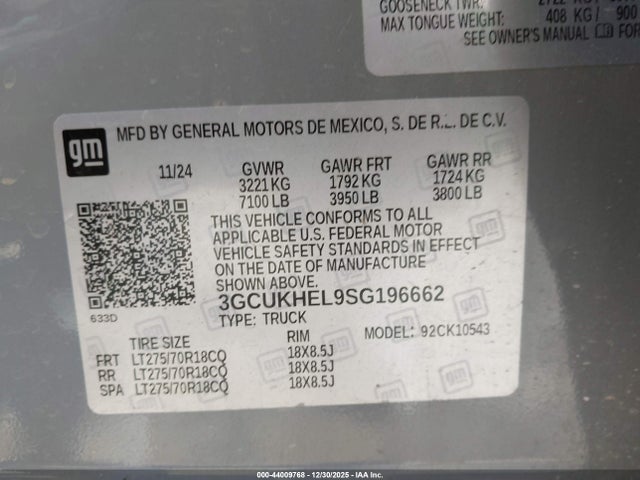 GOOSENECK TWR:
MAX TONGUE WEIGHT: 408 KG/ 900
SEE OWNER'S MANUAL FOR
gm
MFD BY GENERAL MOTORS DE MEXICO, S. DE R.L. DE C.V.
11/24 GVWR GAWR FRT GAWR RR
3221 KG 1792 KG 1724 KG
7100 LB 3950 LB 3800 LB
THIS VEHICLE CONFORMS TO ALL
APPLICABLE U.S. FEDERAL MOTOR
VEHICLE SAFETY STANDARDS IN EFFECT
ON THE DATE OF MANUFACTURE
SHOWN ABOVE.
633D
3GCUKHEL9SG196662
TYPE: TRUCK MODEL: 92CK10543
TIRE SIZE RIM
FRT LT275/70R18CQ 18X8.5J
RR LT275/70R18CQ 18X8.5J
SPA LT275/70R18CQ 18X8.5J
000-44009768 - 12/30/2025 - IAA Inc.